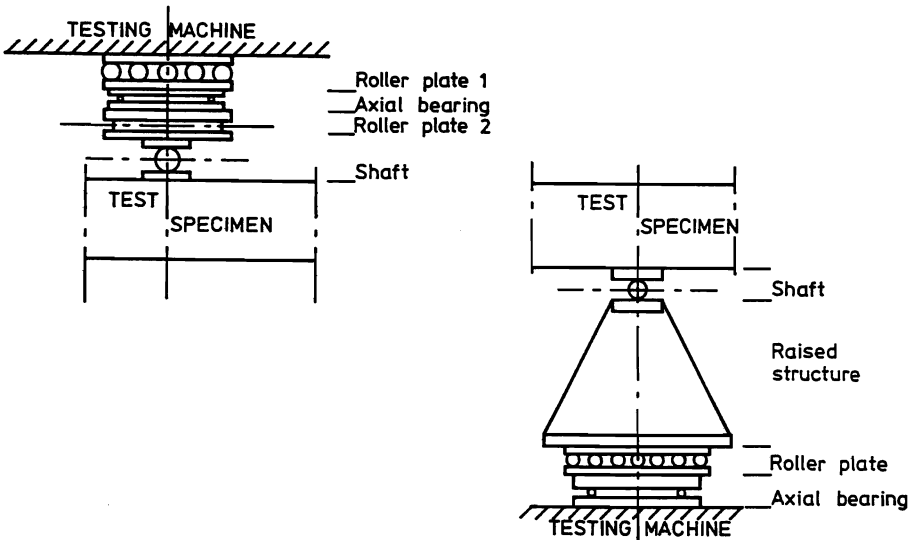 TESTING MACHINE
Roller plate 1
Axial bearing
Roller plate 2
Shaft
TEST
SPECIMEN
TEST
SPECIMEN
Shaft
Raised
structure
Roller plate
Axial bearing
TESTING MACHINE